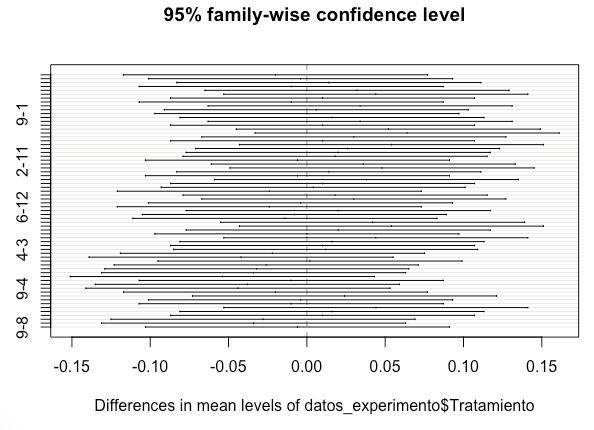 95% family-wise confidence level
9-1
2-11
6-12
4-3
9-4
9-8
-0.15 -0.10 -0.05 0.00 0.05 0.10 0.15
Differences in mean levels of datos_experimento$Tratamiento